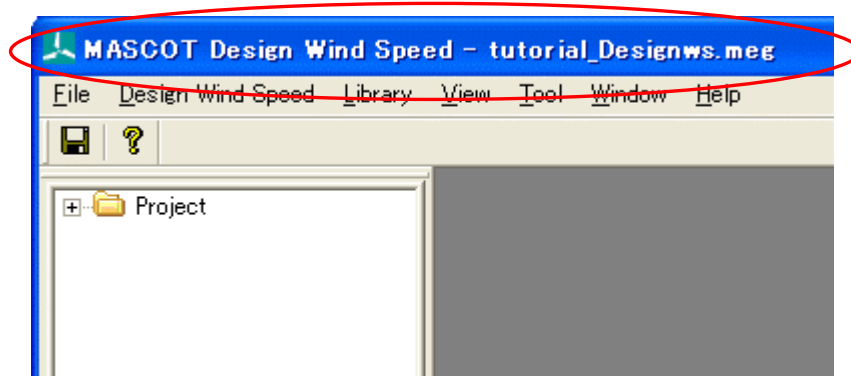 MASCOT Design Wind Speed - tutorial_Designws.meg
File Design Wind Speed Library View Tool Window Help
Project